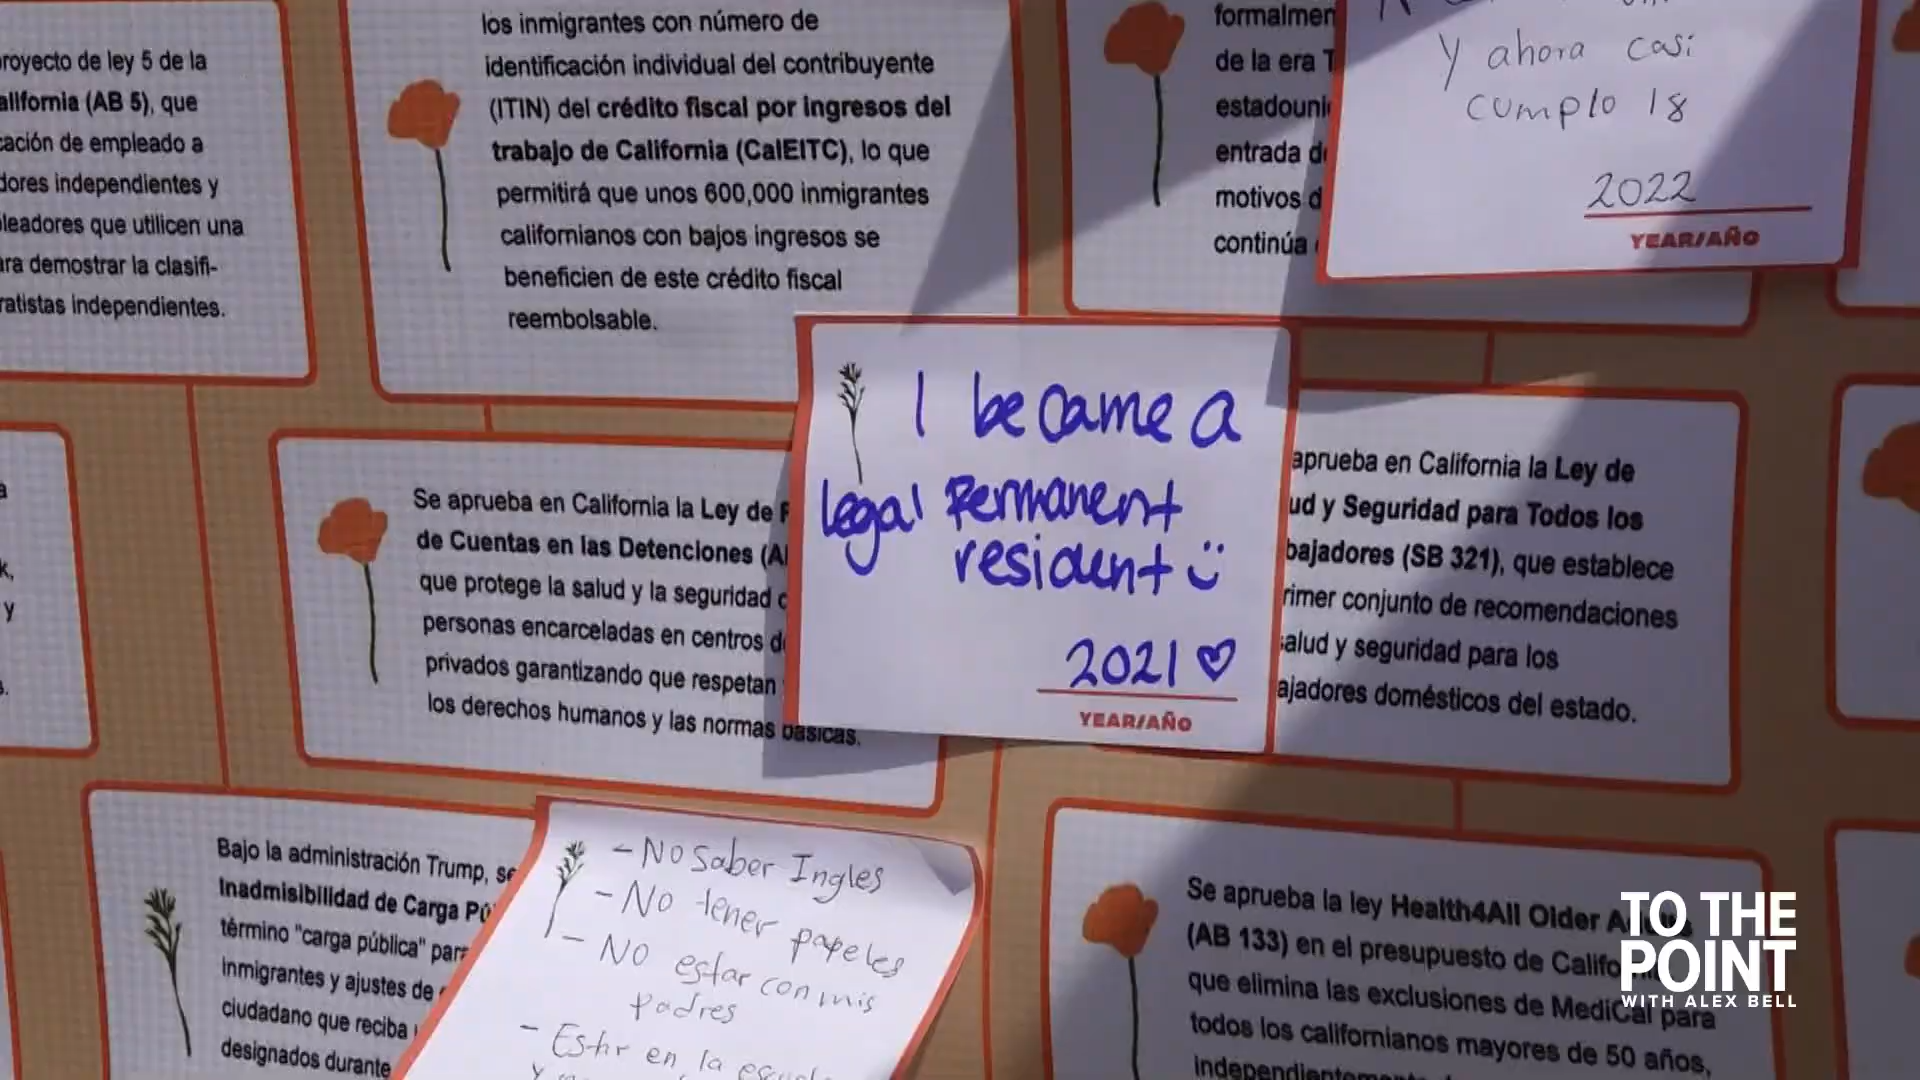 royecto de ley 5 de la
alifornia (AB 5), que
cación de empleado a
dores independientes y
leadores que utilicen una
ara demostrar la clasifi-
ratistas independientes.
los inmigrantes con número de
identificación individual del contribuyente
(ITIN) del crédito fiscal por ingresos del
trabajo de California (CalEITC), lo que
permitirá que unos 600,000 inmigrantes
californianos con bajos ingresos se
beneficien de este crédito fiscal
reembolsable.
formalmen
de la era T
estadouni
entrada d
motivos d
continúa
Y ahora casi
cumplo 18
2022
YEAR/AÑO
k,
y
Se aprueba en California la Ley de
de Cuentas en las Detenciones (A
que protege la salud y la seguridad
personas encarceladas en centros d
privados garantizando que respetan
los derechos humanos y las normas básicas.
I became a
legal Permanent
resident
2021
YEAR/AÑO
aprueba en California la Ley de
ud y Seguridad para Todos los
bajadores (SB 321), que establece
rimer conjunto de recomendaciones
salud y seguridad para los
ajadores domésticos del estado.
Bajo la administración Trump, se
Inadmisibilidad de Carga Pú
término "carga pública" para
inmigrantes y ajustes de
ciudadano que reciba
designados durante
- No saber Ingles
- No tener papeles
- NO estar con mis
padres
- Estar en la
Se aprueba la ley Health4All Older
(AB 133) en el presupuesto de Califo
que elimina las exclusiones de MediCal para
todos los californianos mayores de 50 años,
TO THE
POINT
WITH ALEX BELL